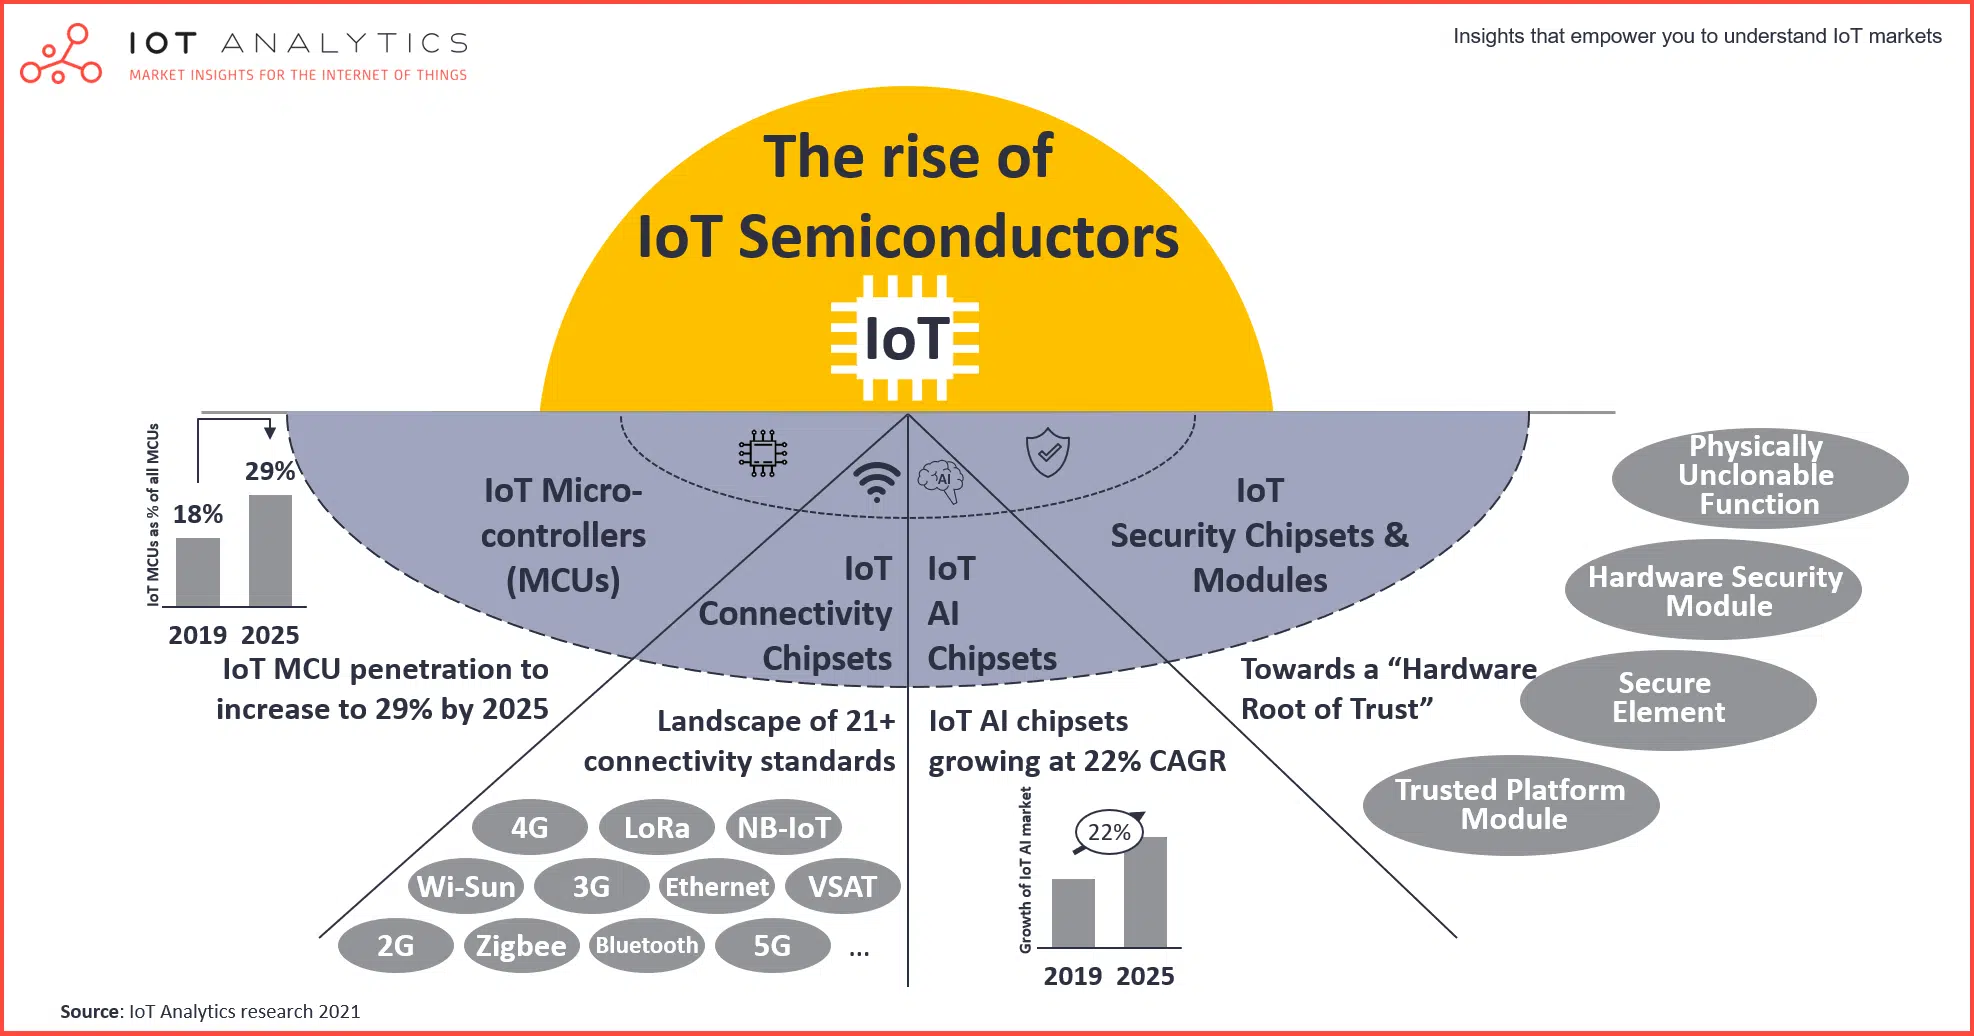 IOT ANALYTICS
MARKET INSIGHTS FOR THE INTERNET OF THINGS
Insights that empower you to understand IoT markets
The rise of
IoT Semiconductors
IoT
IoT MCUs as % of all MCUs
18%
29%
2019 2025
IoT MCU penetration to
increase to 29% by 2025
IoT Micro-
controllers
(MCUs)
IoT
Connectivity
Chipsets
Landscape of 21+
connectivity standards
4G LoRa NB-IoT
Wi-Sun 3G Ethernet VSAT
2G Zigbee Bluetooth 5G ...
AI
IoT
AI
Chipsets
IoT AI chipsets
growing at 22% CAGR
Growth of IoT AI market
22%
2019 2025
IoT
Security Chipsets &
Modules
Towards a “Hardware
Root of Trust”
Physically
Unclonable
Function
Hardware Security
Module
Secure
Element
Trusted Platform
Module
Source: IoT Analytics research 2021